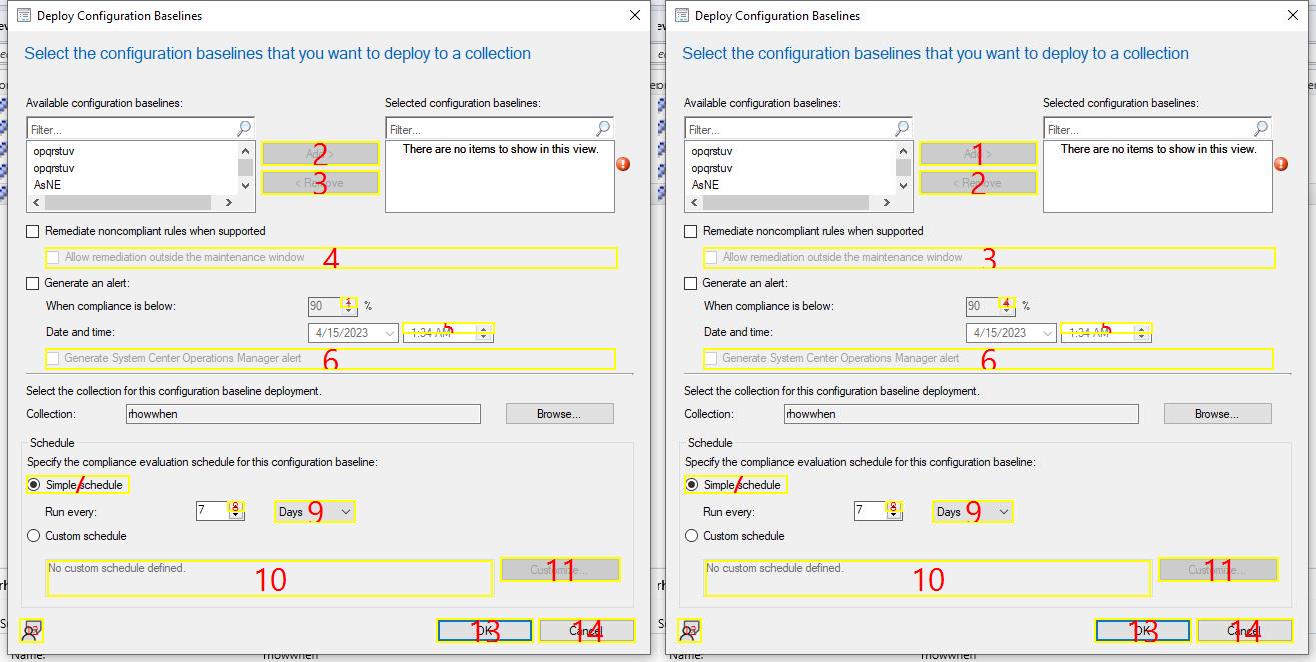 Deploy Configuration Baselines
Select the configuration baselines that you want to deploy to a collection
Available configuration baselines:
Selected configuration baselines:
Filter...
Filter...
opqrstuv
opqrstuv
AsNE
2
< Remove
3
There are no items to show in this view.
Remediate noncompliant rules when supported
Allow remediation outside the maintenance window
4
Generate an alert:
When compliance is below:
90
1
%
Date and time:
4/15/2023
1:34 AM
5
Generate System Center Operations Manager alert
6
Select the collection for this configuration baseline deployment.
Collection:
rhowwhen
Browse...
Schedule
Specify the compliance evaluation schedule for this configuration baseline:
Simple schedule
7
Run every:
7
8
Days
9
Custom schedule
No custom schedule defined.
10
Customize...
11
OK
13
Cancel
14
Deploy Configuration Baselines
Select the configuration baselines that you want to deploy to a collection
Available configuration baselines:
Selected configuration baselines:
Filter...
Filter...
opqrstuv
opqrstuv
AsNE
1
< Remove
2
There are no items to show in this view.
Remediate noncompliant rules when supported
Allow remediation outside the maintenance window
3
Generate an alert:
When compliance is below:
90
4
%
Date and time:
4/15/2023
1:34 AM
5
Generate System Center Operations Manager alert
6
Select the collection for this configuration baseline deployment.
Collection:
rhowwhen
Browse...
Schedule
Specify the compliance evaluation schedule for this configuration baseline:
Simple schedule
7
Run every:
7
8
Days
9
Custom schedule
No custom schedule defined.
10
Customize...
11
OK
13
Cancel
14
Name:
rhowwhen
Name:
rhowwhen